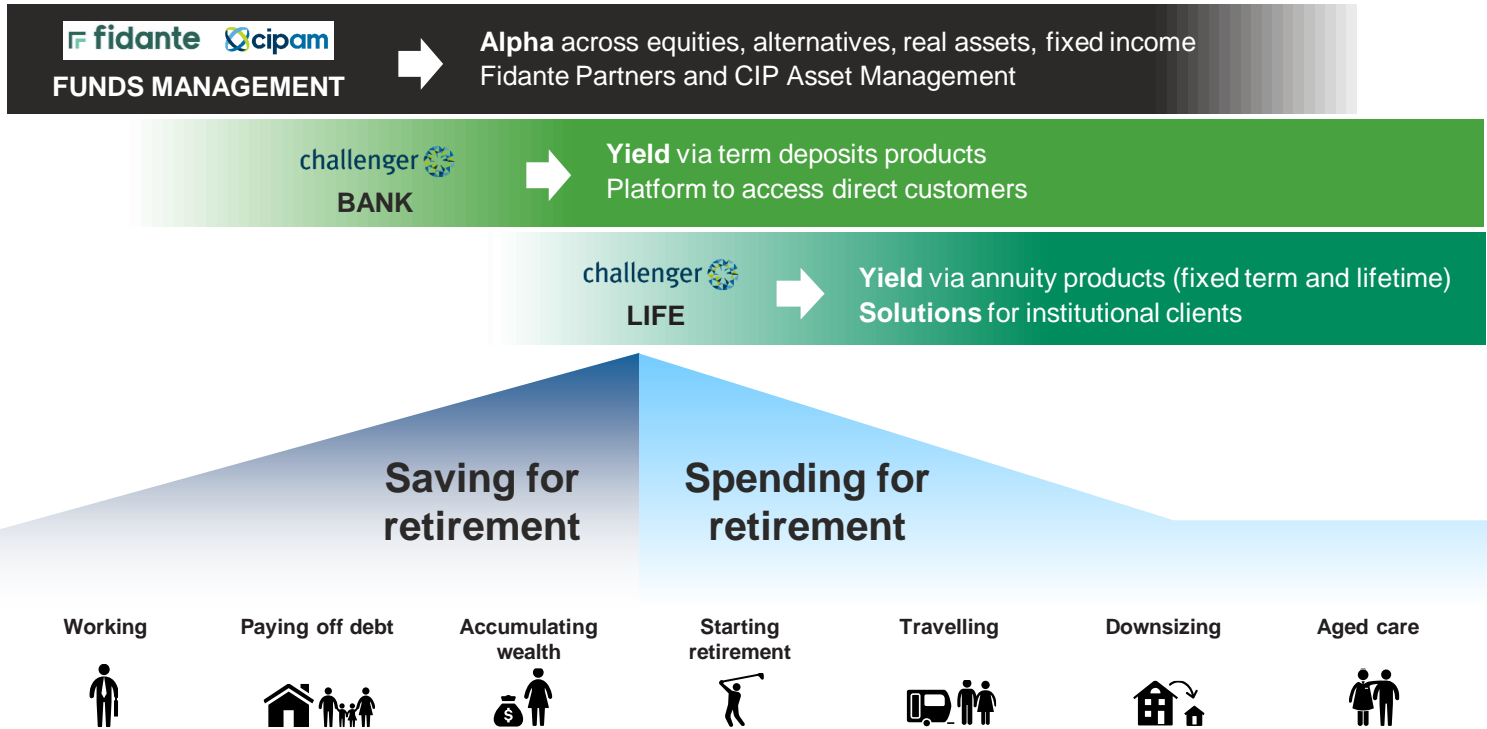 fidante cipam
FUNDS MANAGEMENT
Alpha across equities, alternatives, real assets, fixed income
Fidante Partners and CIP Asset Management
challenger
BANK
Yield via term deposits products
Platform to access direct customers
challenger
LIFE
Yield via annuity products (fixed term and lifetime)
Solutions for institutional clients
Saving for
retirement
Spending for
retirement
Working
Paying off debt
Accumulating
wealth
Starting
retirement
Travelling
Downsizing
Aged care
$